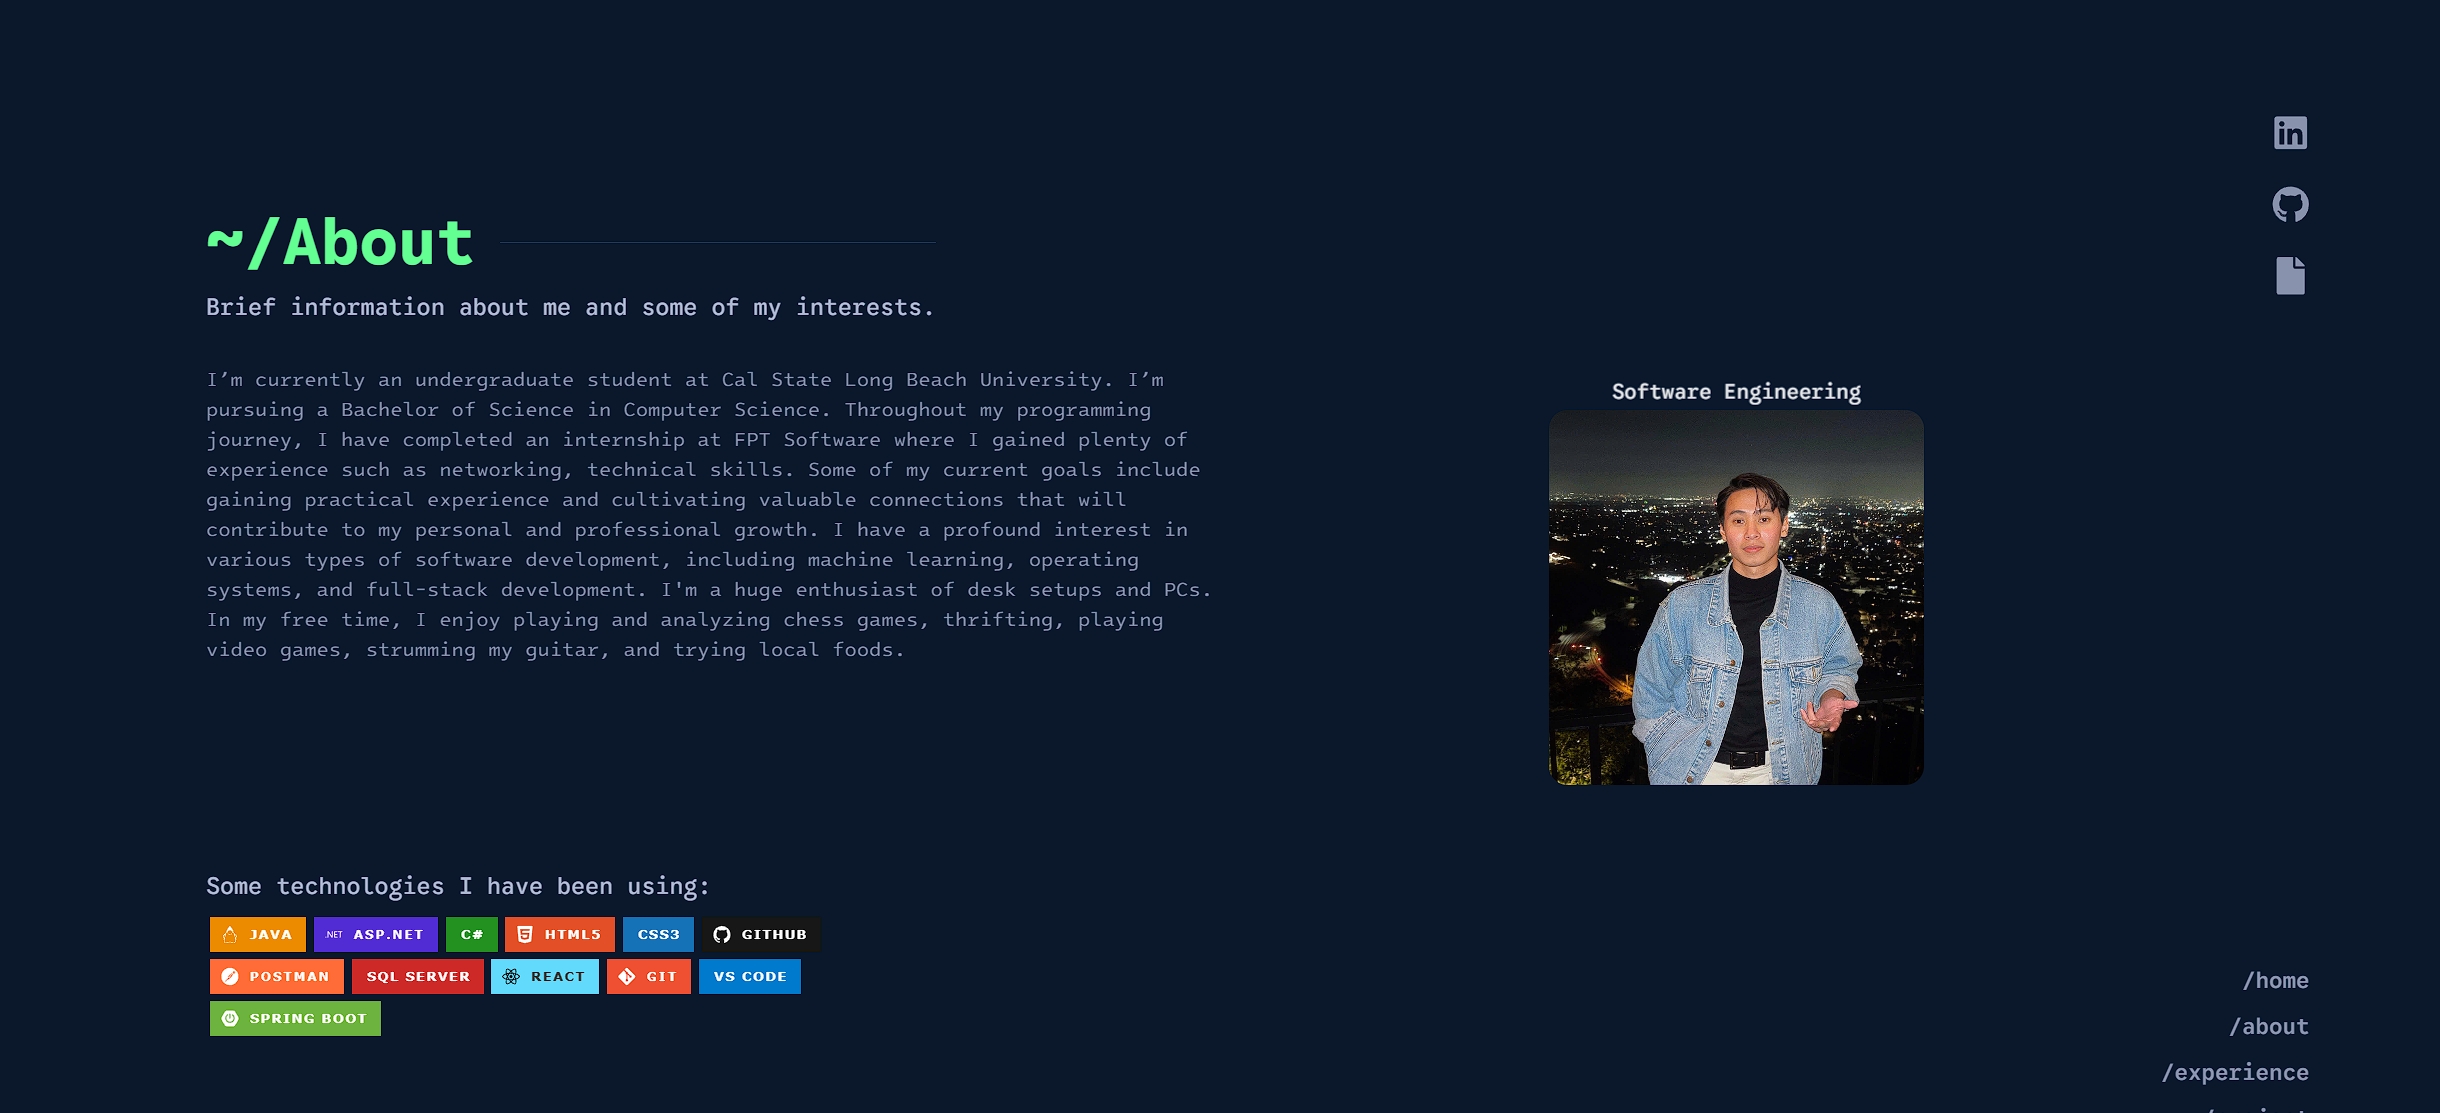 ~/About
Brief information about me and some of my interests.
I’m currently an undergraduate student at Cal State Long Beach University. I’m
pursuing a Bachelor of Science in Computer Science. Throughout my programming
journey, I have completed an internship at FPT Software where I gained plenty of
experience such as networking, technical skills. Some of my current goals include
gaining practical experience and cultivating valuable connections that will
contribute to my personal and professional growth. I have a profound interest in
various types of software development, including machine learning, operating
systems, and full-stack development. I'm a huge enthusiast of desk setups and PCs.
In my free time, I enjoy playing and analyzing chess games, thrifting, playing
video games, strumming my guitar, and trying local foods.
Software Engineering
Some technologies I have been using:
JAVA .NET ASP.NET C# HTML5 CSS3 GITHUB
POSTMAN SQL SERVER REACT GIT VS CODE
SPRING BOOT
in
/home
/about
/experience